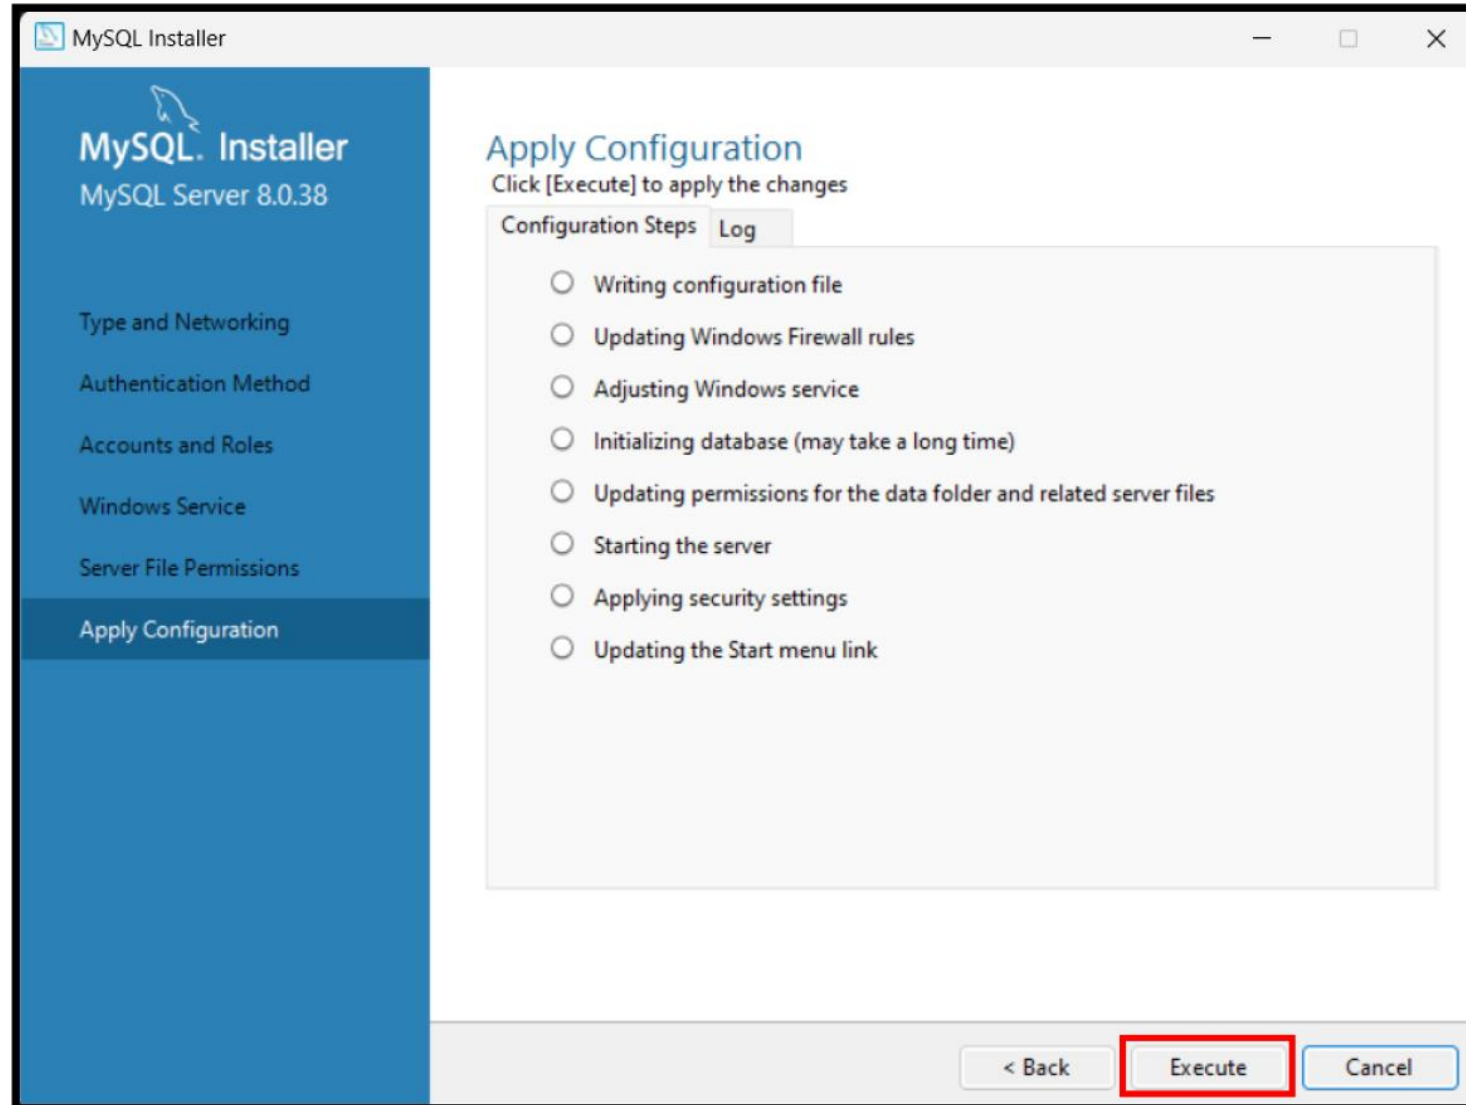 MySQL Installer
MySQL. Installer
MySQL Server 8.0.38
Type and Networking
Authentication Method
Accounts and Roles
Windows Service
Server File Permissions
Apply Configuration
Apply Configuration
Click [Execute] to apply the changes
Configuration Steps Log
Writing configuration file
Updating Windows Firewall rules
Adjusting Windows service
Initializing database (may take a long time)
Updating permissions for the data folder and related server files
Starting the server
Applying security settings
Updating the Start menu link
< Back Execute Cancel